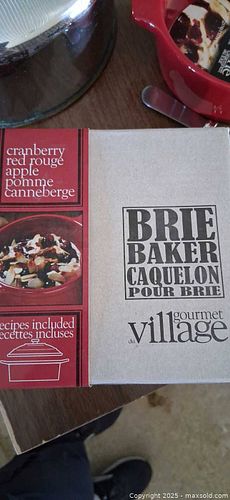 cranberry
red rouge
apple
pomme
canneberge
BRIE
BAKER
CAQUELON
POUR BRIE
gourmet
du village
ecipes included
ecettes incluses
Copyright 2025 - maxsold.com